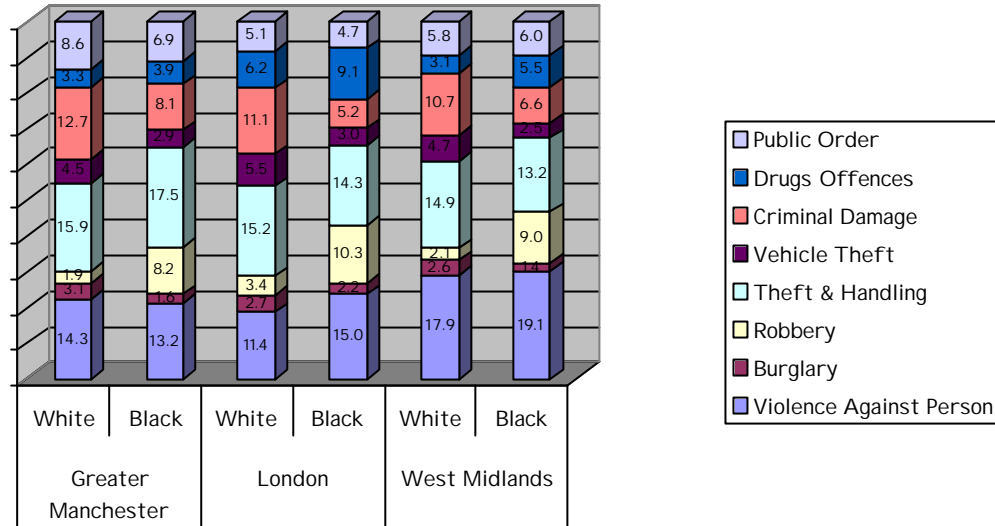 8.6 6.9 5.1 4.7 5.8 6.0
3.3 3.9 6.2 9.1 3.1 5.5
12.7 8.1 11.1 5.2 10.7 6.6
4.5 2.9 5.5 3.0 4.7 2.5
15.9 17.5 15.2 14.3 14.9 13.2
1.9 8.2 3.4 10.3 2.1 9.0
3.1 1.6 2.7 2.2 2.6 1.4
14.3 13.2 11.4 15.0 17.9 19.1
White Black White Black White Black
Greater
Manchester
London
West Midlands
Public Order
Drugs Offences
Criminal Damage
Vehicle Theft
Theft & Handling
Robbery
Burglary
Violence Against Person